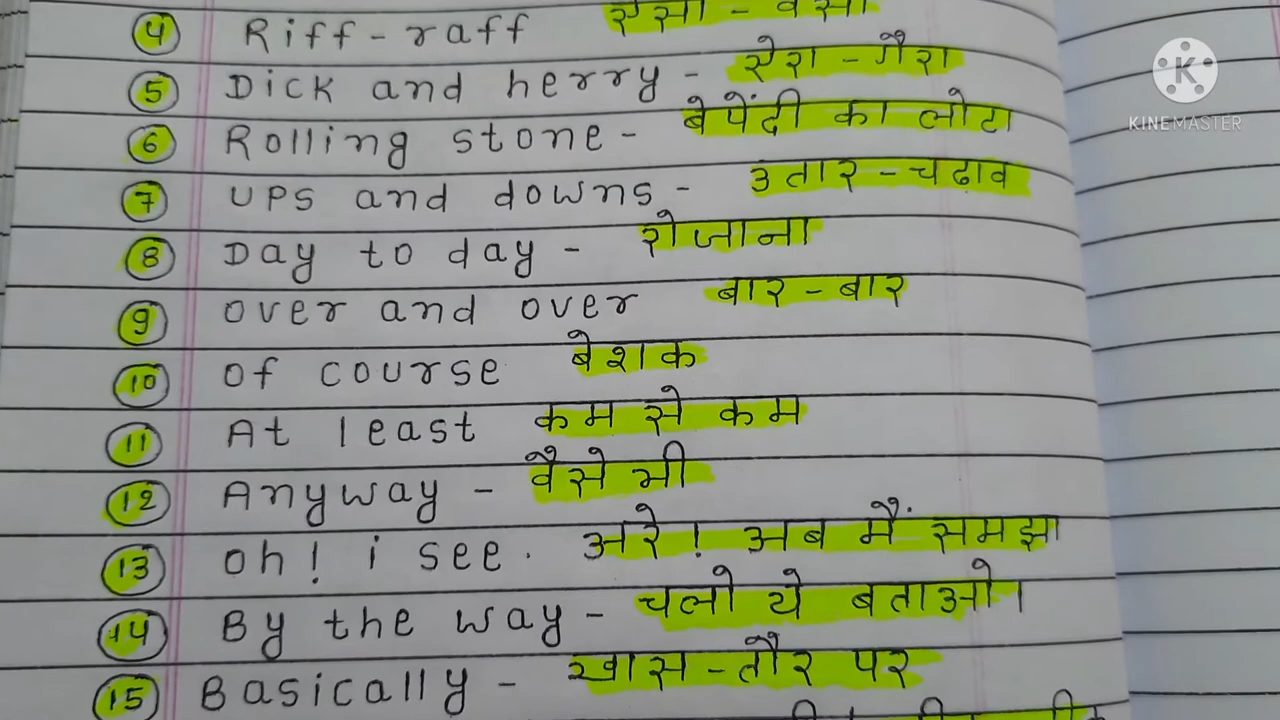 4 Riff-raff ऐसा-वैसा
5 Dick and herry - ऐरा-गैरा
6 Rolling stone - बेपेंदी का लोटा
7 UPS and downs - उतार-चढाव
8 Day to day - रोजाना
9 over and over बार-बार
10 of course बेशक
11 At least कम से कम
12 Anyway - वैसे भी
13 oh! i see. अरे! अब मैं समझा
14 By the way - चलो ये बताओ।
15 Basically - खास-तौर पर
K
KINEMASTER